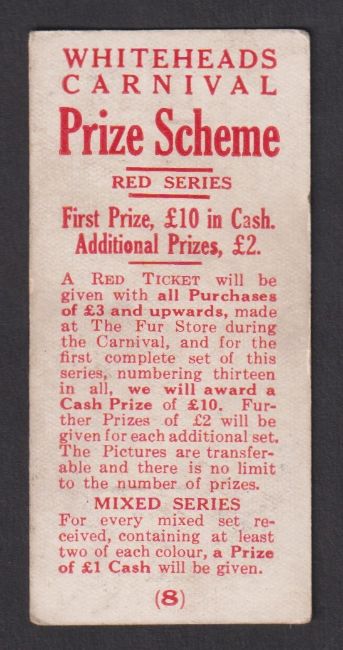 WHITEHEADS
CARNIVAL
Prize Scheme
RED SERIES
First Prize, £10 in Cash.
Additional Prizes, £2.
A RED TICKET will be
given with all Purchases
of £3 and upwards, made
at The Fur Store during
the Carnival, and for the
first complete set of this
series, numbering thirteen
in all, we will award a
Cash Prize of £10. Fur-
ther Prizes of £2 will be
given for each additional set.
The Pictures are transfer-
able and there is no limit
to the number of prizes.
MIXED SERIES
For every mixed set re-
ceived, containing at least
two of each colour, a Prize
of £1 Cash will be given.
(8)